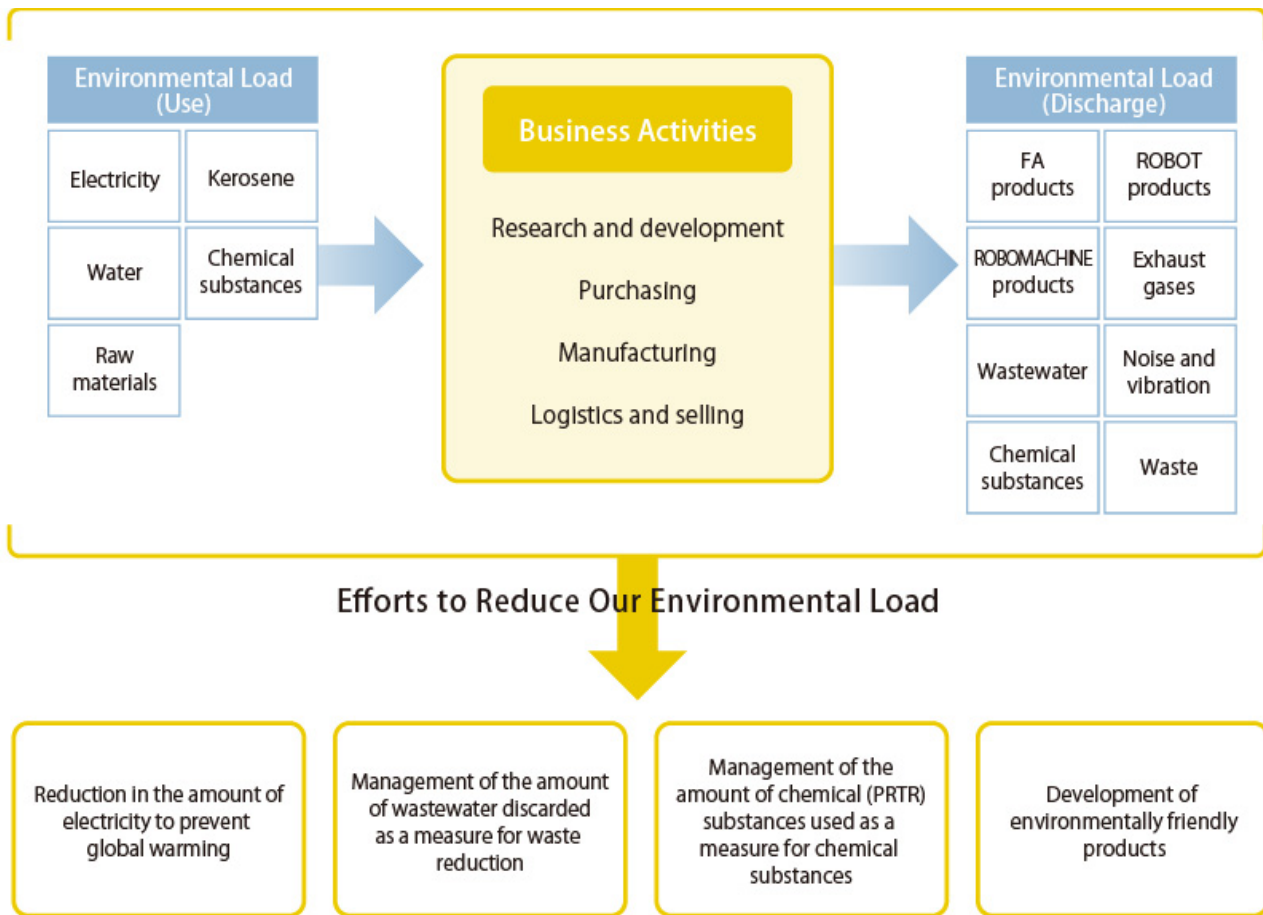 Environmental Load
(Use)
Electricity
Kerosene
Water
Chemical
substances
Raw
materials
Business Activities
Research and development
Purchasing
Manufacturing
Logistics and selling
Environmental Load
(Discharge)
FA
products
ROBOT
products
ROBOMACHINE
products
Exhaust
gases
Wastewater
Noise and
vibration
Chemical
substances
Waste
Efforts to Reduce Our Environmental Load
Reduction in the amount of
electricity to prevent
global warming
Management of the amount
of wastewater discarded
as a measure for waste
reduction
Management of the
amount of chemical (PRTR)
substances used as a
measure for chemical
substances
Development of
environmentally friendly
products